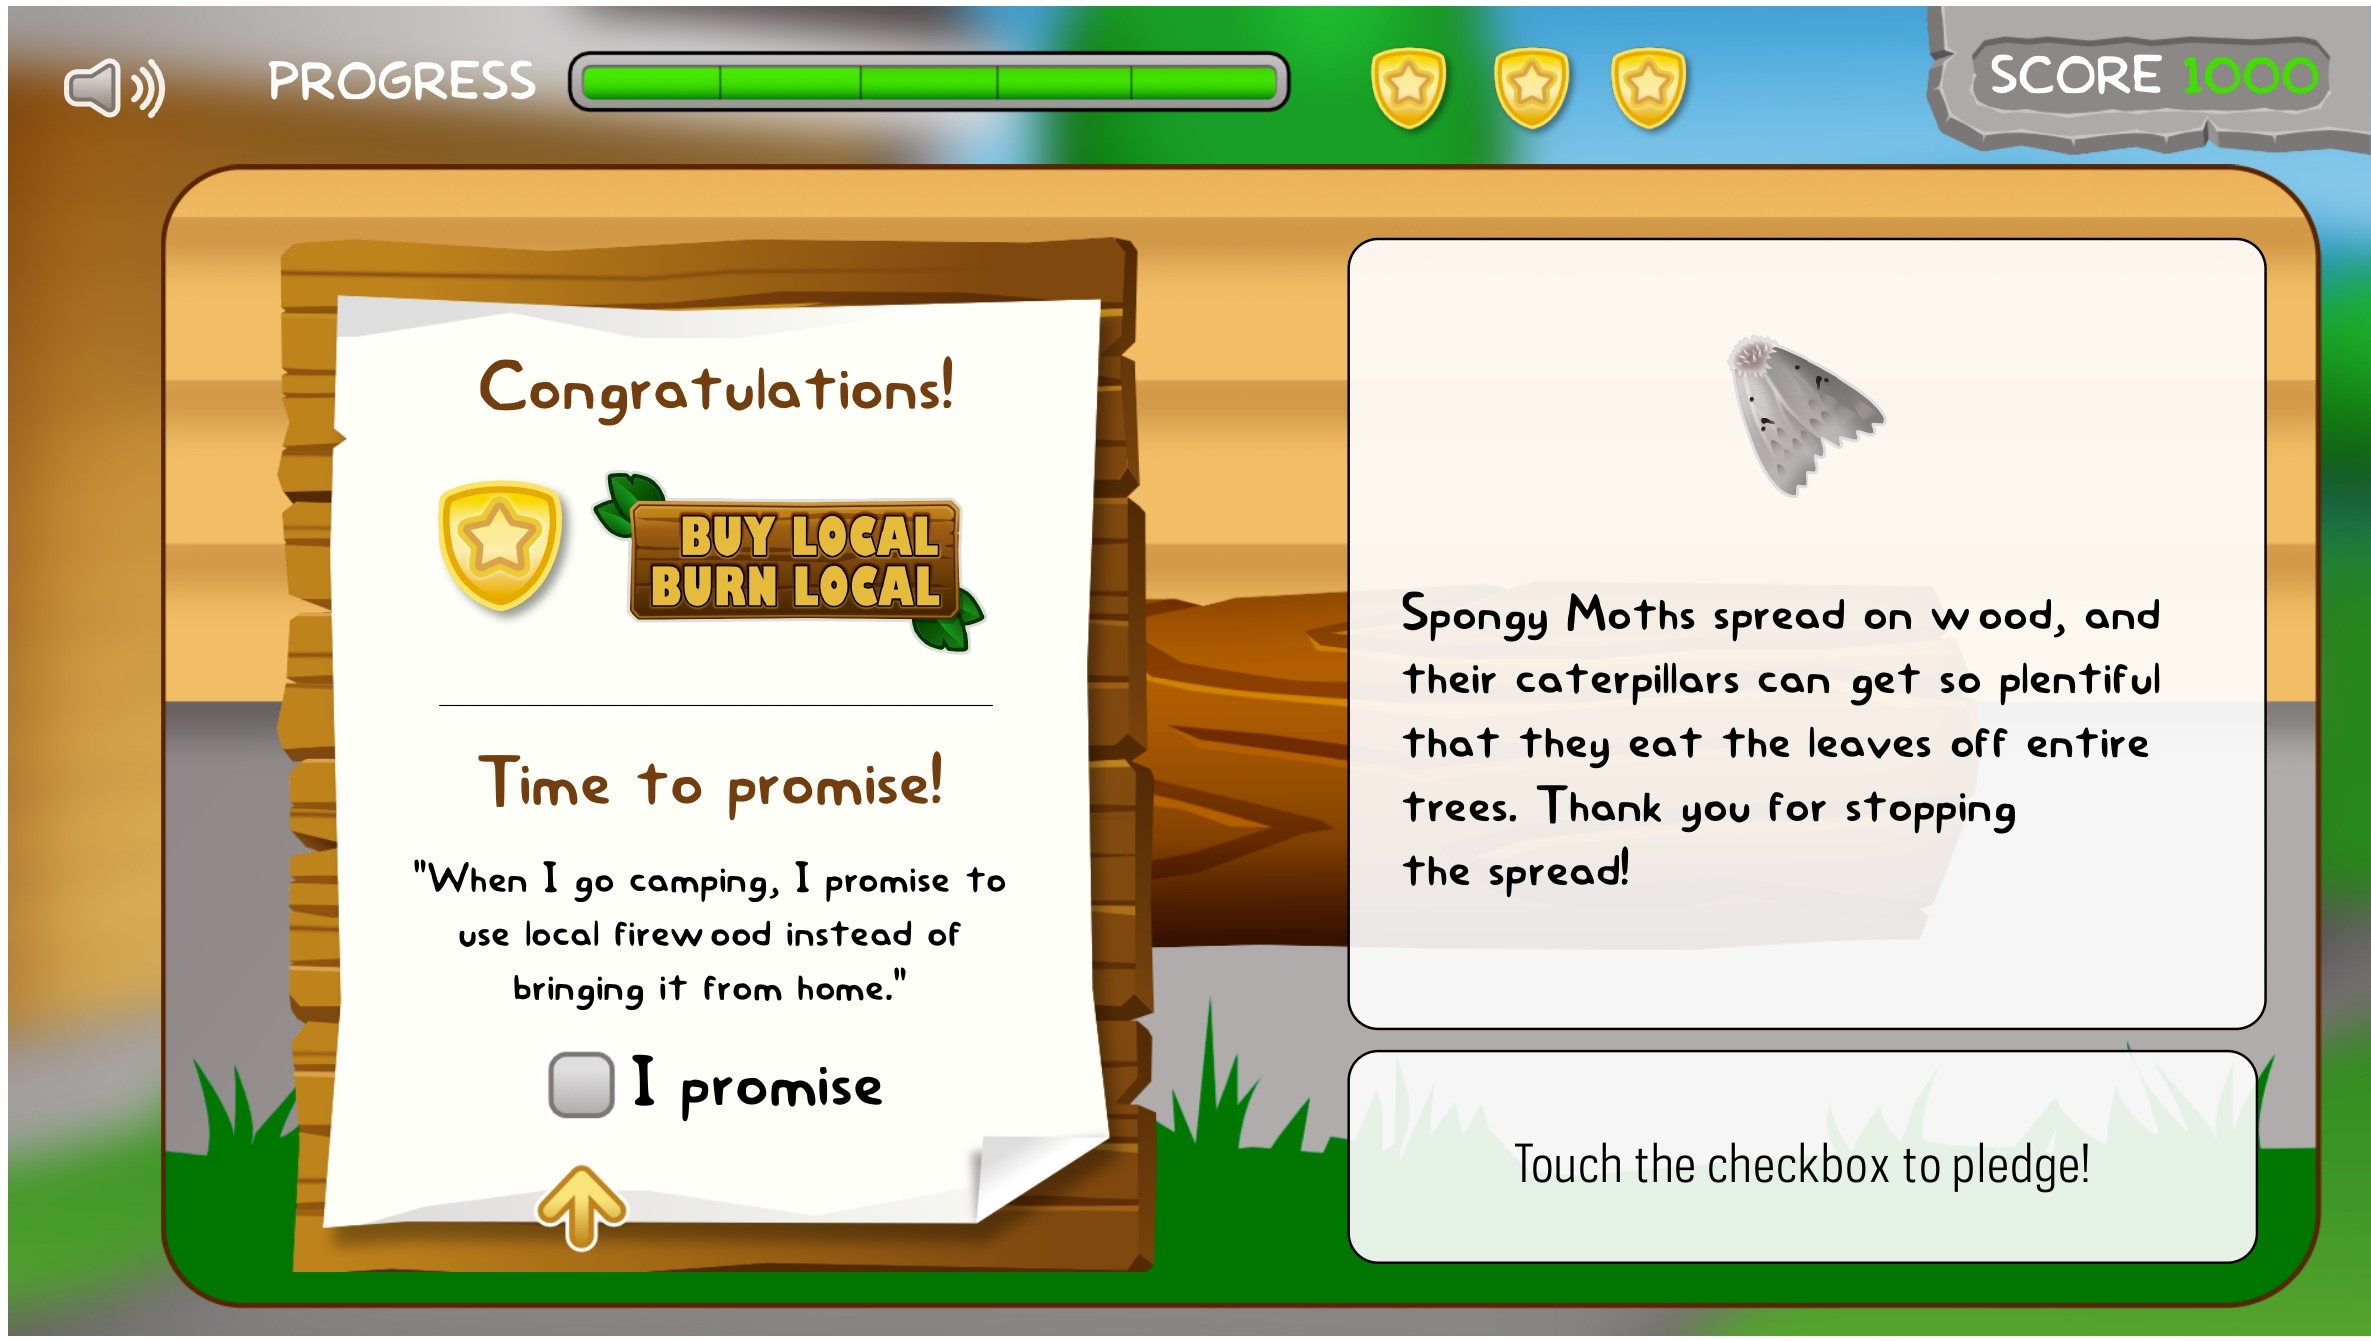 PROGRESS
SCORE 1000
Congratulations!
BUY LOCAL
BURN LOCAL
Time to promise!
"When I go camping, I promise to
use local firewood instead of
bringing it from home."
I promise
Spongy Moths spread on wood, and
their caterpillars can get so plentiful
that they eat the leaves off entire
trees. Thank you for stopping
the spread!
Touch the checkbox to pledge!